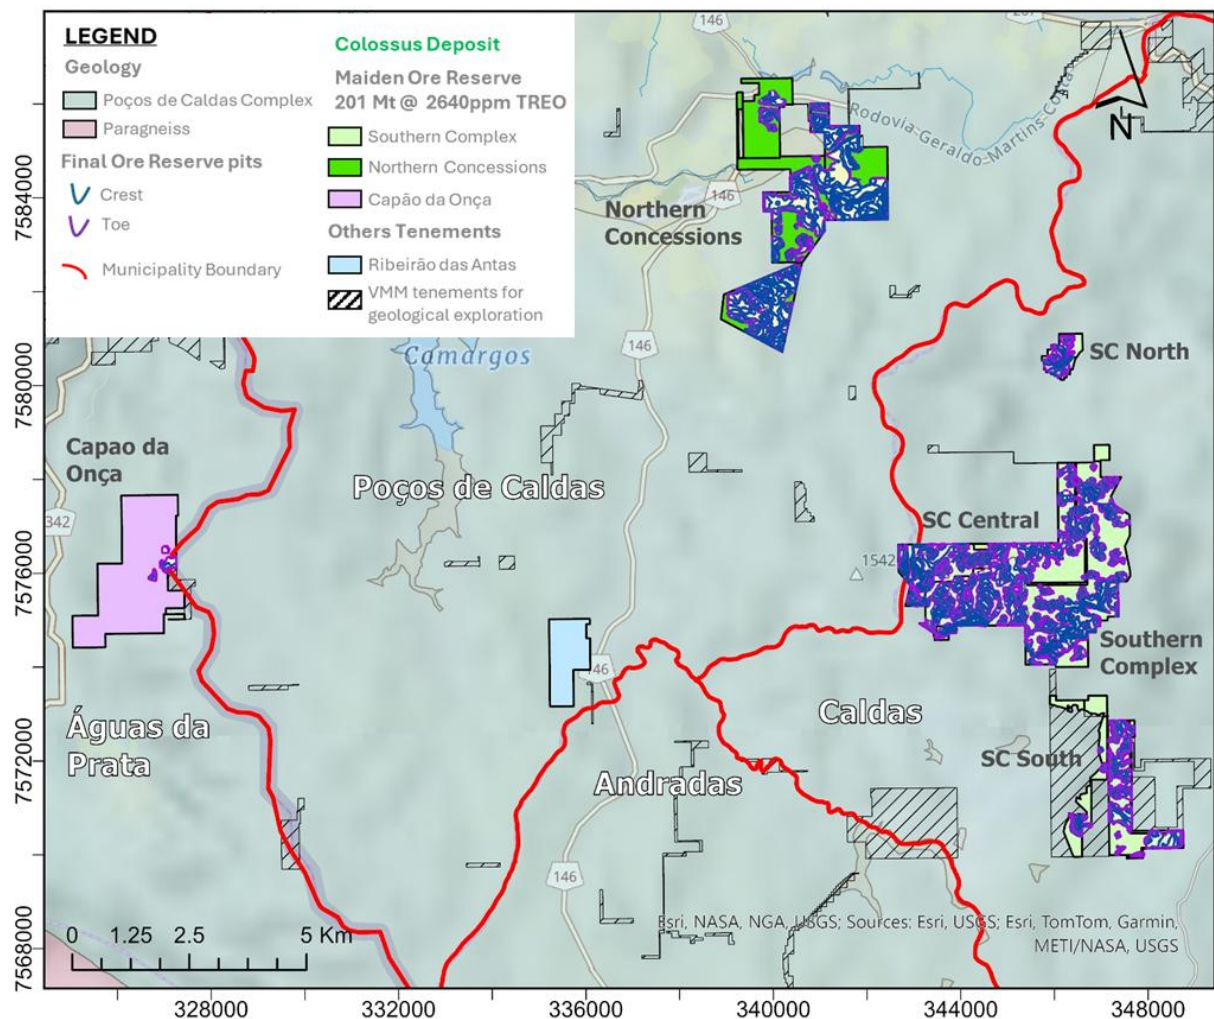 LEGEND
Geology
Poços de Caldas Complex
Paragneiss
Final Ore Reserve pits
Crest
Toe
Municipality Boundary
Colossus Deposit
Maiden Ore Reserve
201 Mt @ 2640ppm TREO
Southern Complex
Northern Concessions
Capão da Onça
Others Tenements
Ribeirão das Antas
VMM tenements for
geological exploration
146
Rodovia Geraldo Martins Costa
N
146
Northern
Concessions
146
Camargos
SC North
Capao da
Onça
Poços de Caldas
342
SC Central
1542
Southern
Complex
146
Águas da
Prata
Caldas
SC South
Andradas
146
Esri, NASA, NGA, USGS; Sources: Esri, USGS; Esri, TomTom, Garmin,
METI/NASA, USGS
0 1.25 2.5 5 Km
7584000
7580000
7576000
7572000
7568000
328000 332000 336000 340000 344000 348000